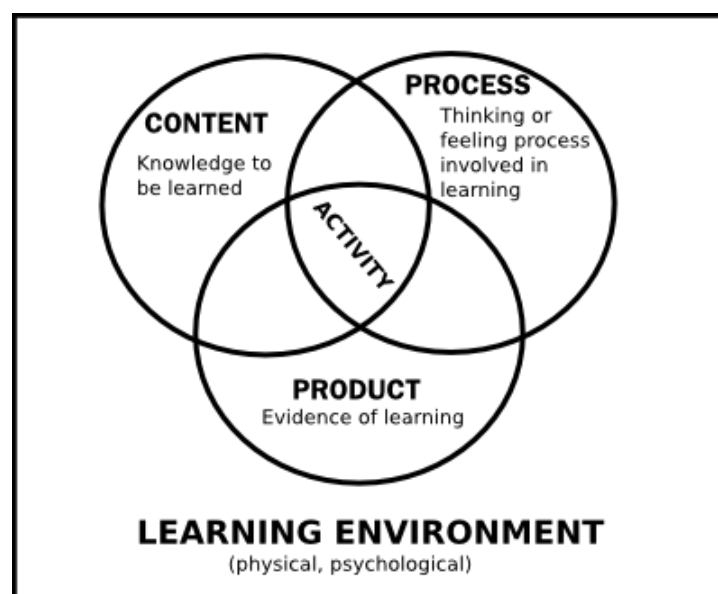 PROCESS
Thinking or
feeling process
involved in
learning
CONTENT
Knowledge to
be learned
ACTIVITY
PRODUCT
Evidence of learning
LEARNING ENVIRONMENT
(physical, psychological)